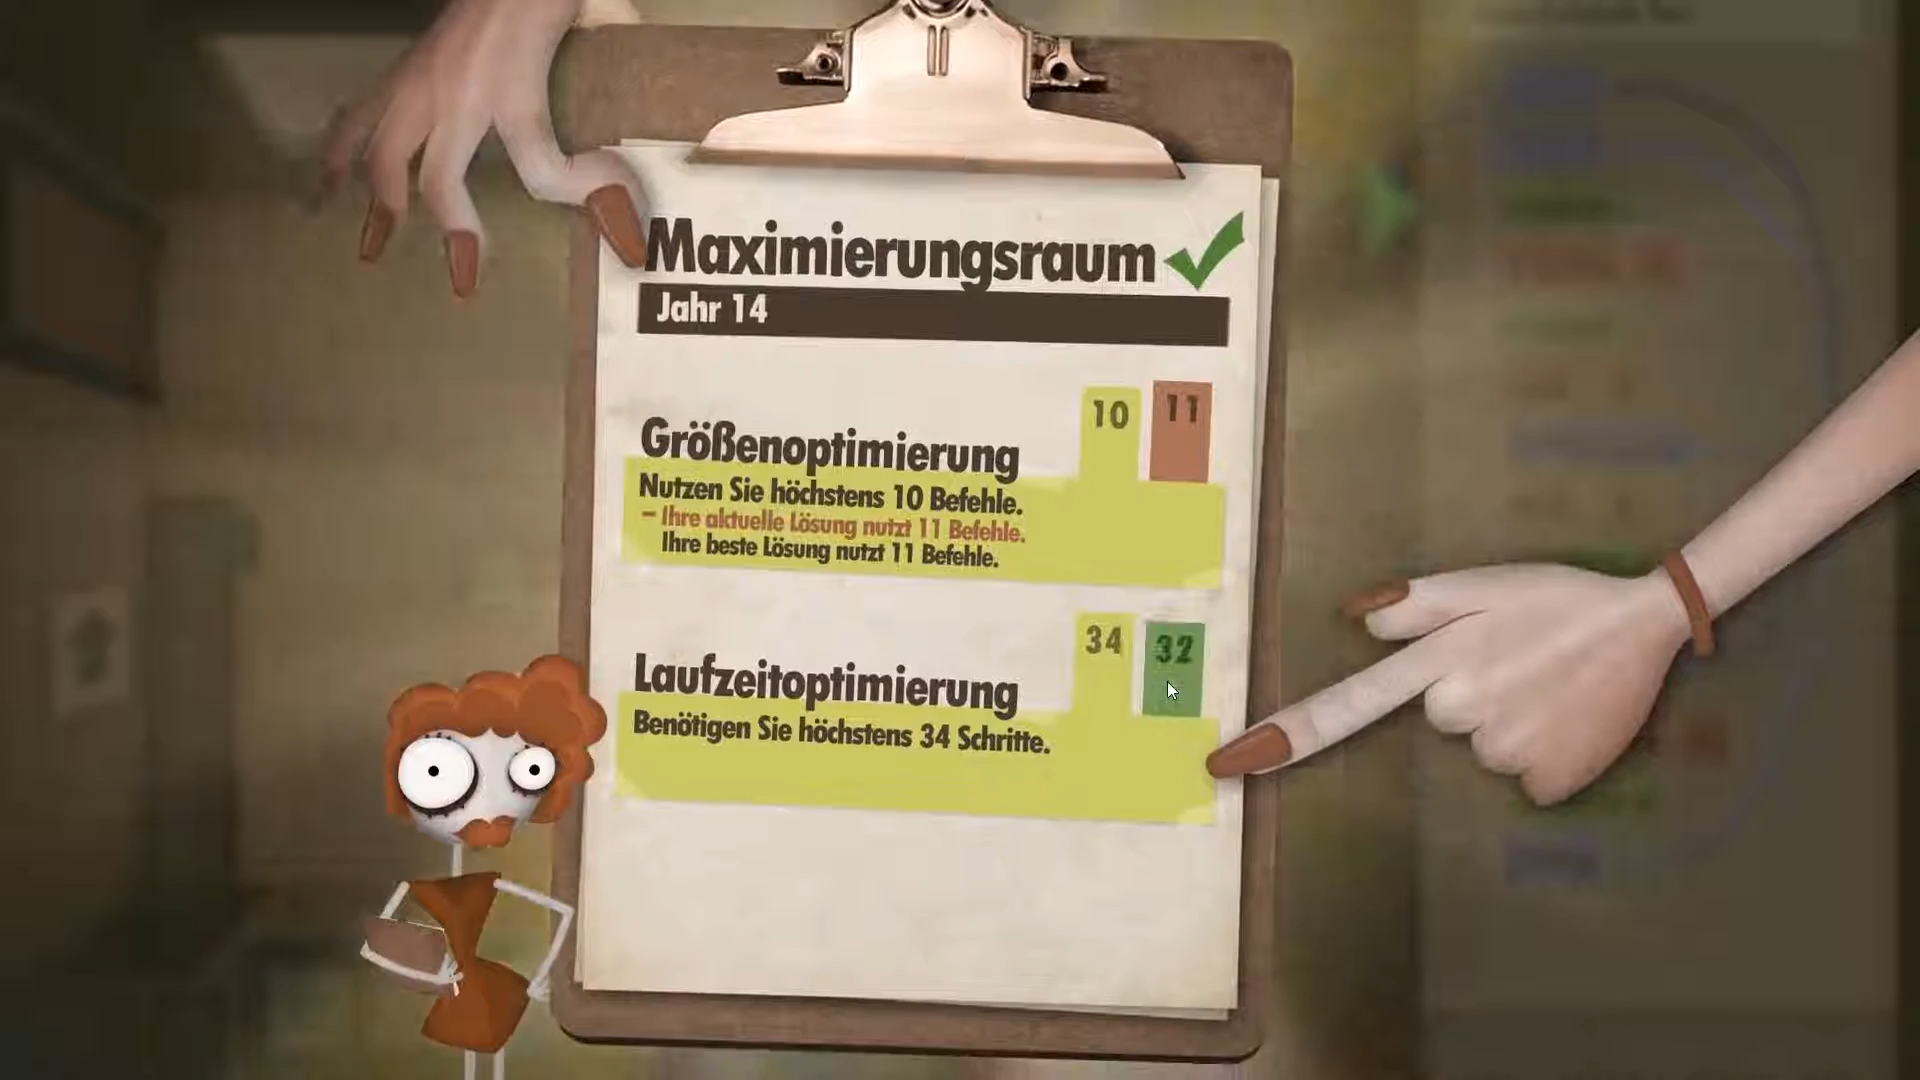 Maximierungsraum
Jahr 14
10 11
Größenoptimierung
Nutzen Sie höchstens 10 Befehle.
– Ihre aktuelle Lösung nutzt 11 Befehle.
Ihre beste Lösung nutzt 11 Befehle.
34 32
Laufzeitoptimierung
Benötigen Sie höchstens 34 Schritte.